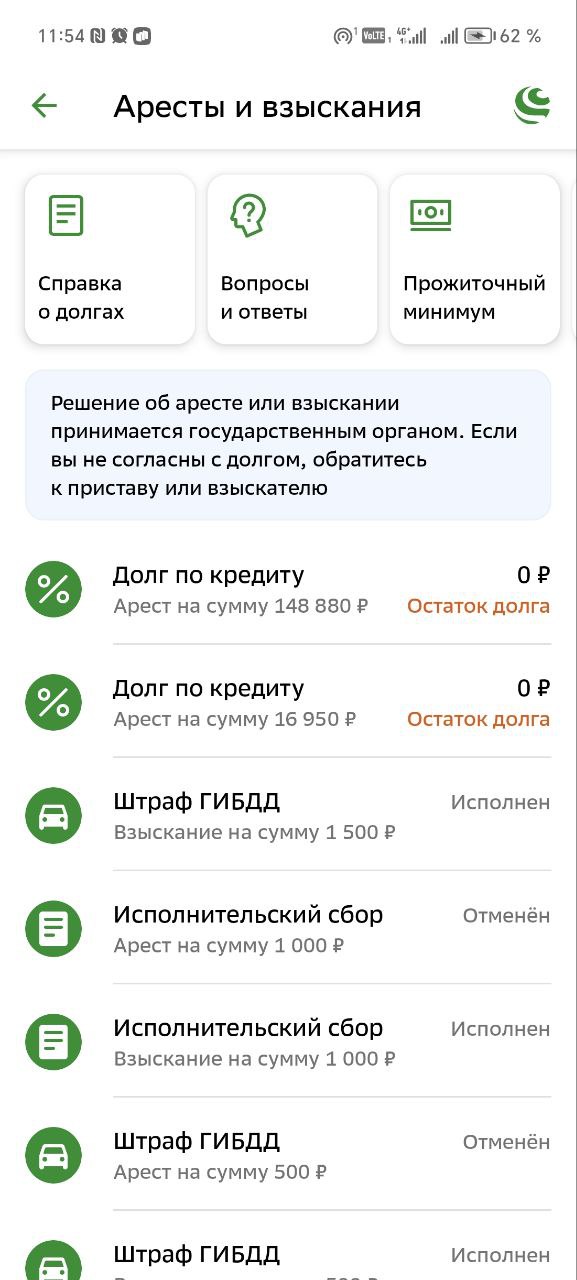 11:54
VoLTE 4G+ 62 %
Аресты и взыскания
Справка
о долгах
Вопросы
и ответы
Прожиточный
минимум
Решение об аресте или взыскании
принимается государственным органом. Если
вы не согласны с долгом, обратитесь
к приставу или взыскателю
Долг по кредиту 0 ₽
Арест на сумму 148 880 ₽ Остаток долга
Долг по кредиту 0 ₽
Арест на сумму 16 950 ₽ Остаток долга
Штраф ГИБДД Исполнен
Взыскание на сумму 1 500 ₽
Исполнительский сбор Отменён
Арест на сумму 1 000 ₽
Исполнительский сбор Исполнен
Взыскание на сумму 1 000 ₽
Штраф ГИБДД Отменён
Арест на сумму 500 ₽
Штраф ГИБДД Исполнен